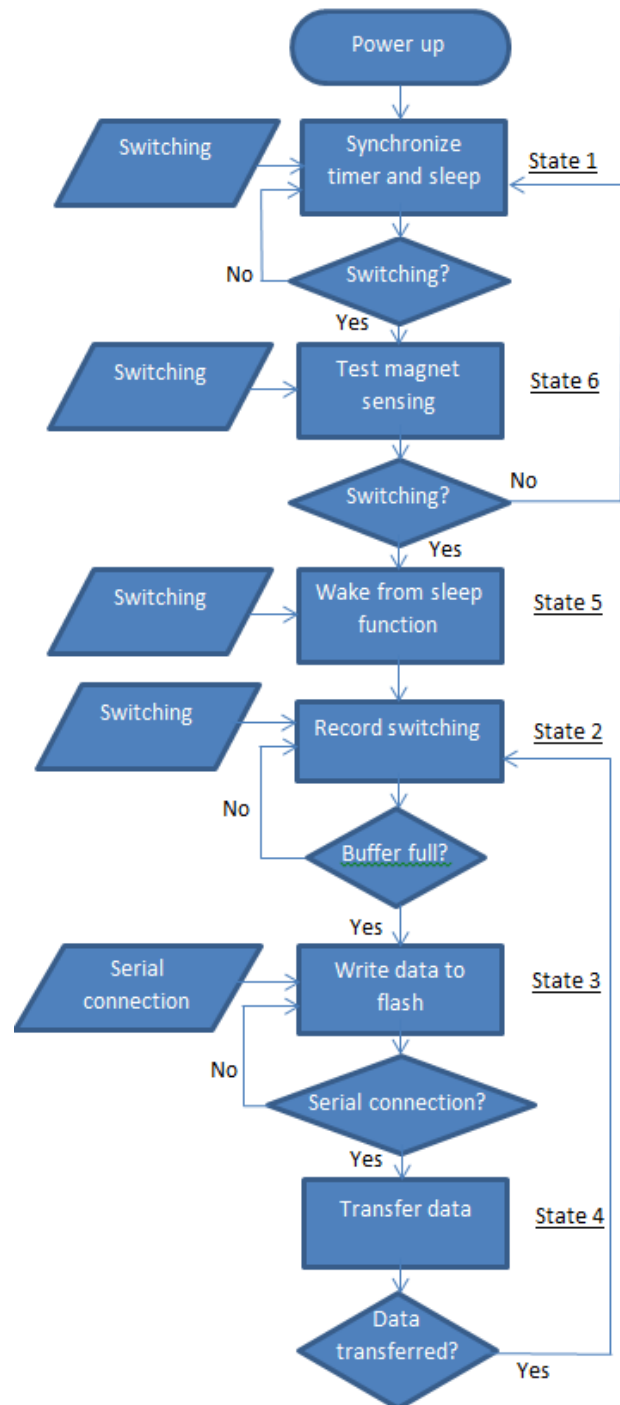 Power up
Switching
Synchronize
timer and sleep
State 1
No
Switching?
Yes
Switching
Test magnet
sensing
State 6
Switching?
No
Yes
Switching
Wake from sleep
function
State 5
Switching
Record switching
State 2
No
Buffer full?
Yes
Serial
connection
Write data to
flash
State 3
No
Serial connection?
Yes
Transfer data
State 4
Data
transferred?
Yes